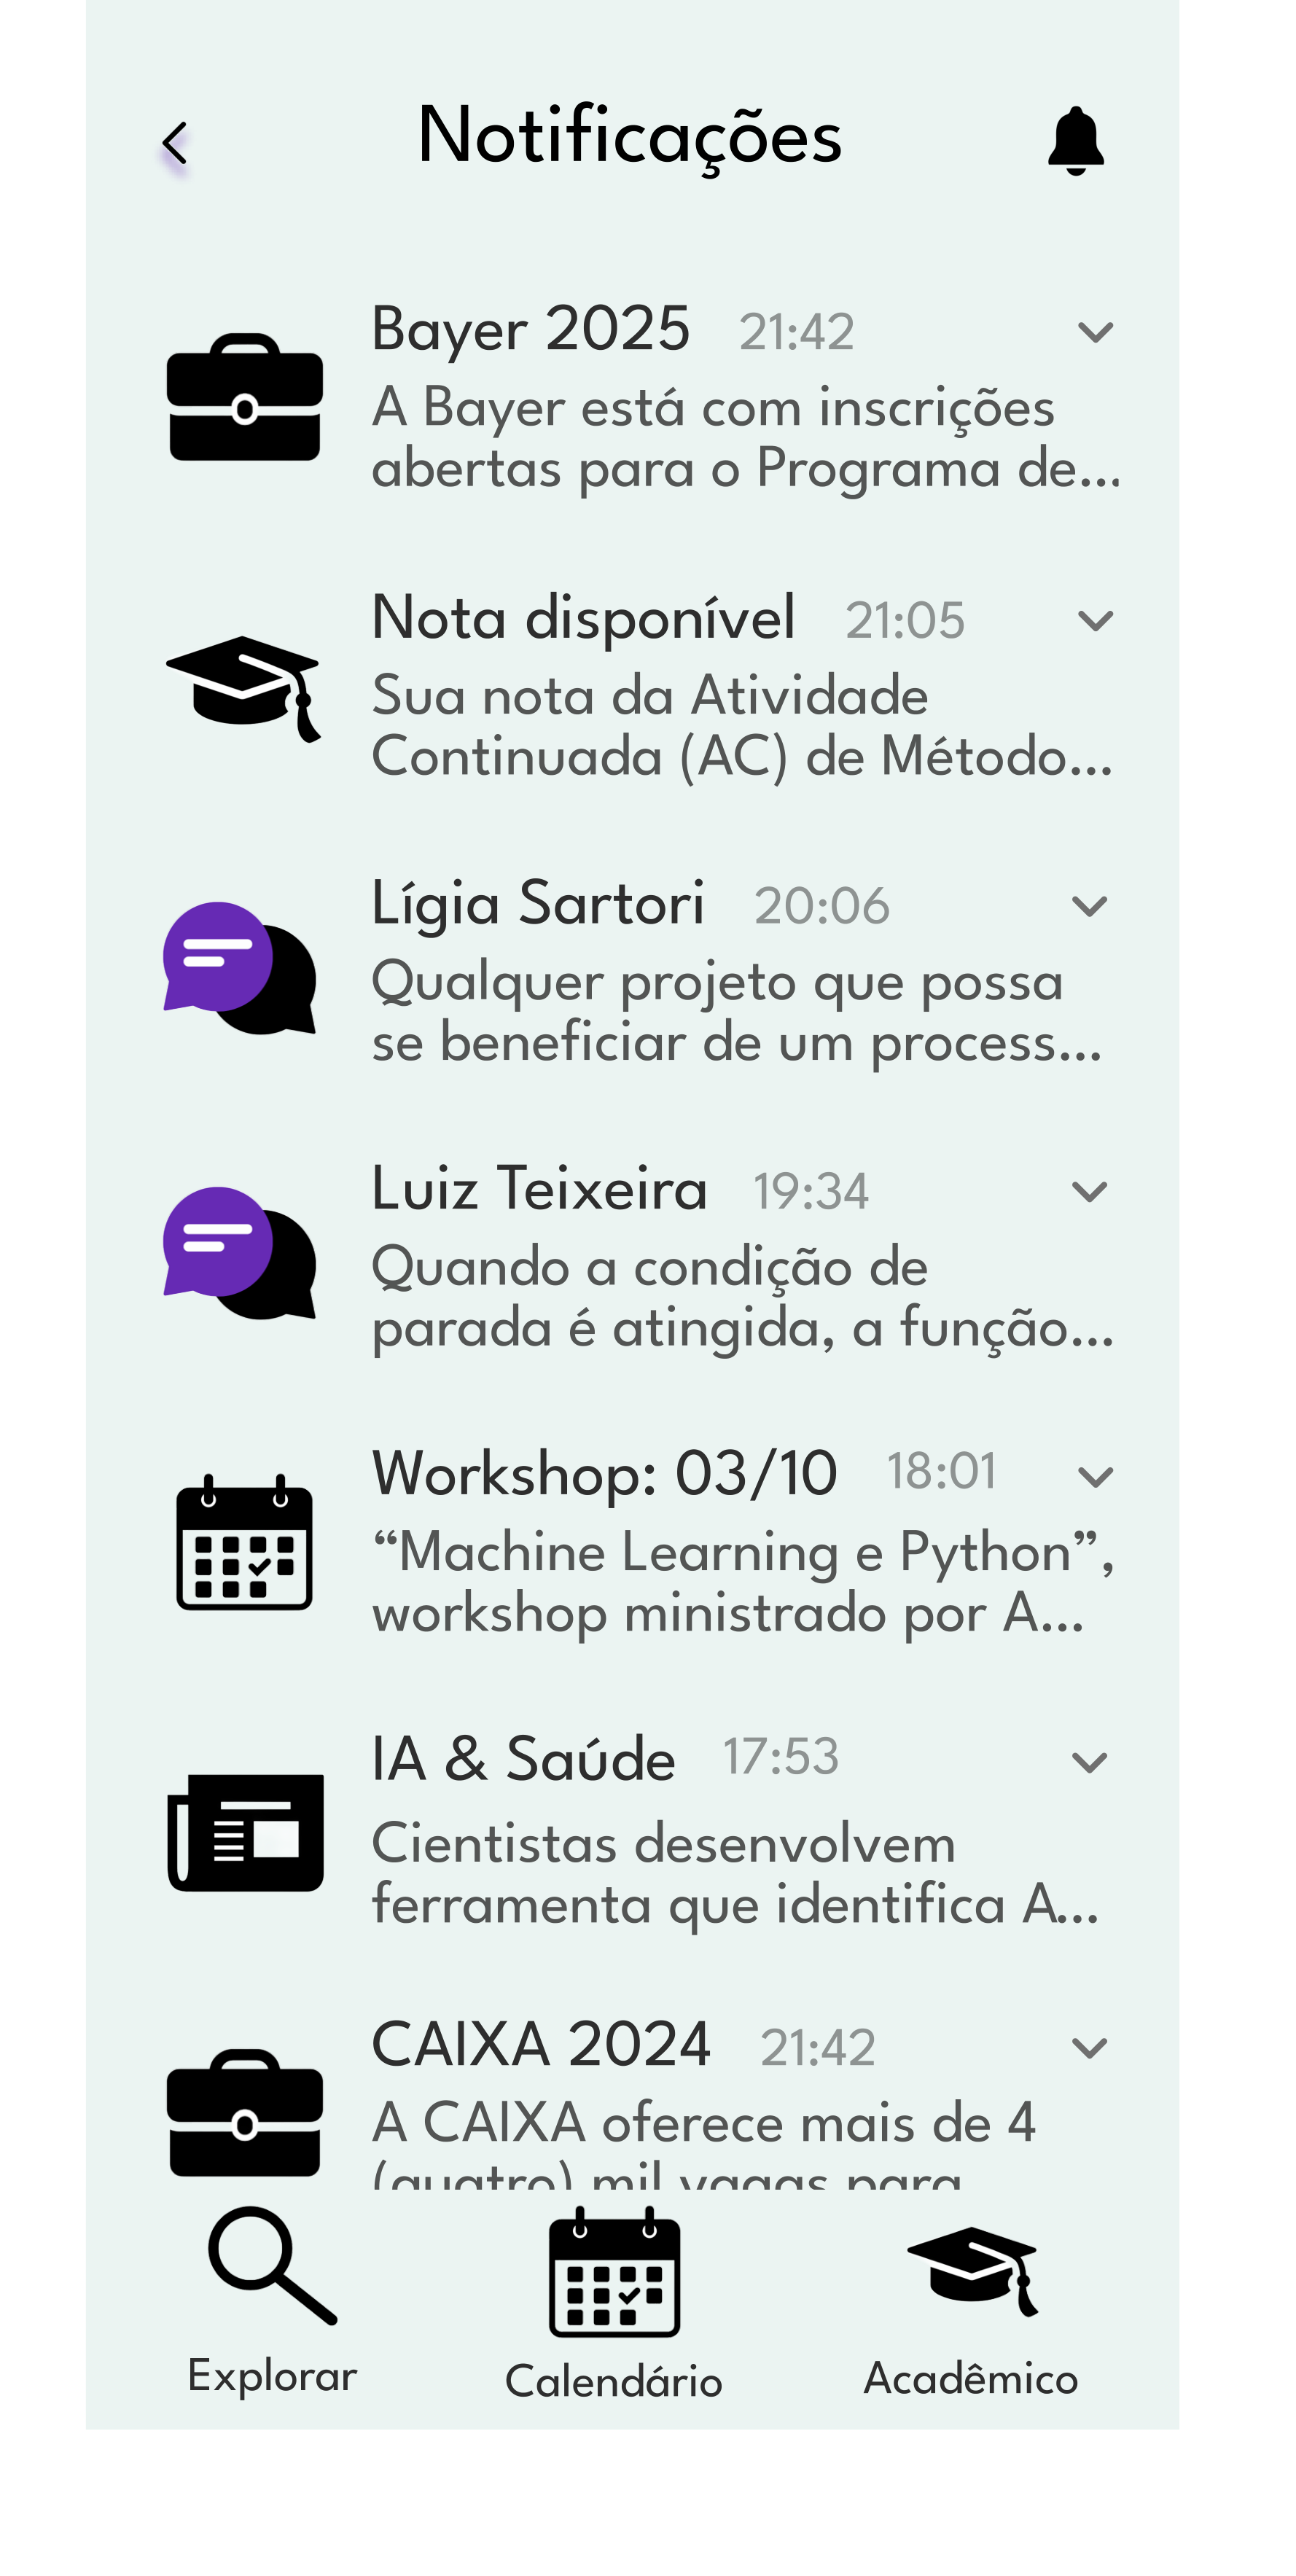 Notificações
Bayer 2025 21:42
A Bayer está com inscrições
abertas para o Programa de...
Nota disponível 21:05
Sua nota da Atividade
Continuada (AC) de Método...
Lígia Sartori 20:06
Qualquer projeto que possa
se beneficiar de um process...
Luiz Teixeira 19:34
Quando a condição de
parada é atingida, a função...
Workshop: 03/10 18:01
“Machine Learning e Python”,
workshop ministrado por A...
IA & Saúde 17:53
Cientistas desenvolvem
ferramenta que identifica A...
CAIXA 2024 21:42
A CAIXA oferece mais de 4
(quatro) mil vagas para
Explorar
Calendário
Acadêmico